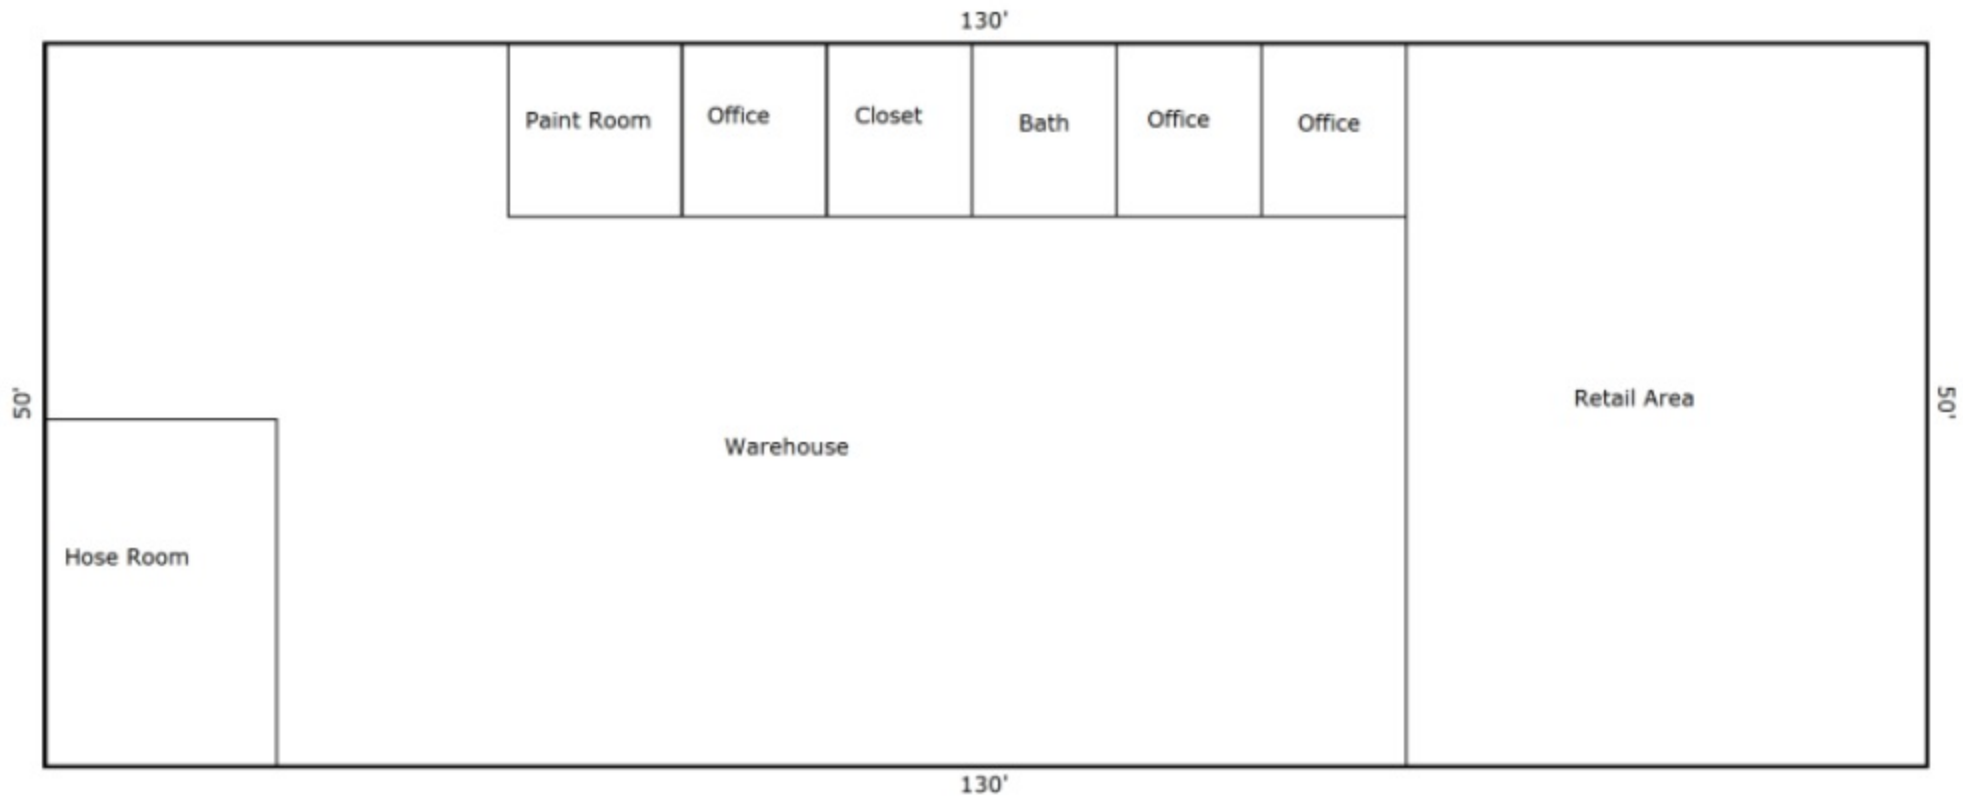 130'
Paint Room
Office
Closet
Bath
Office
Office
50'
Retail Area
50'
Warehouse
Hose Room
130'